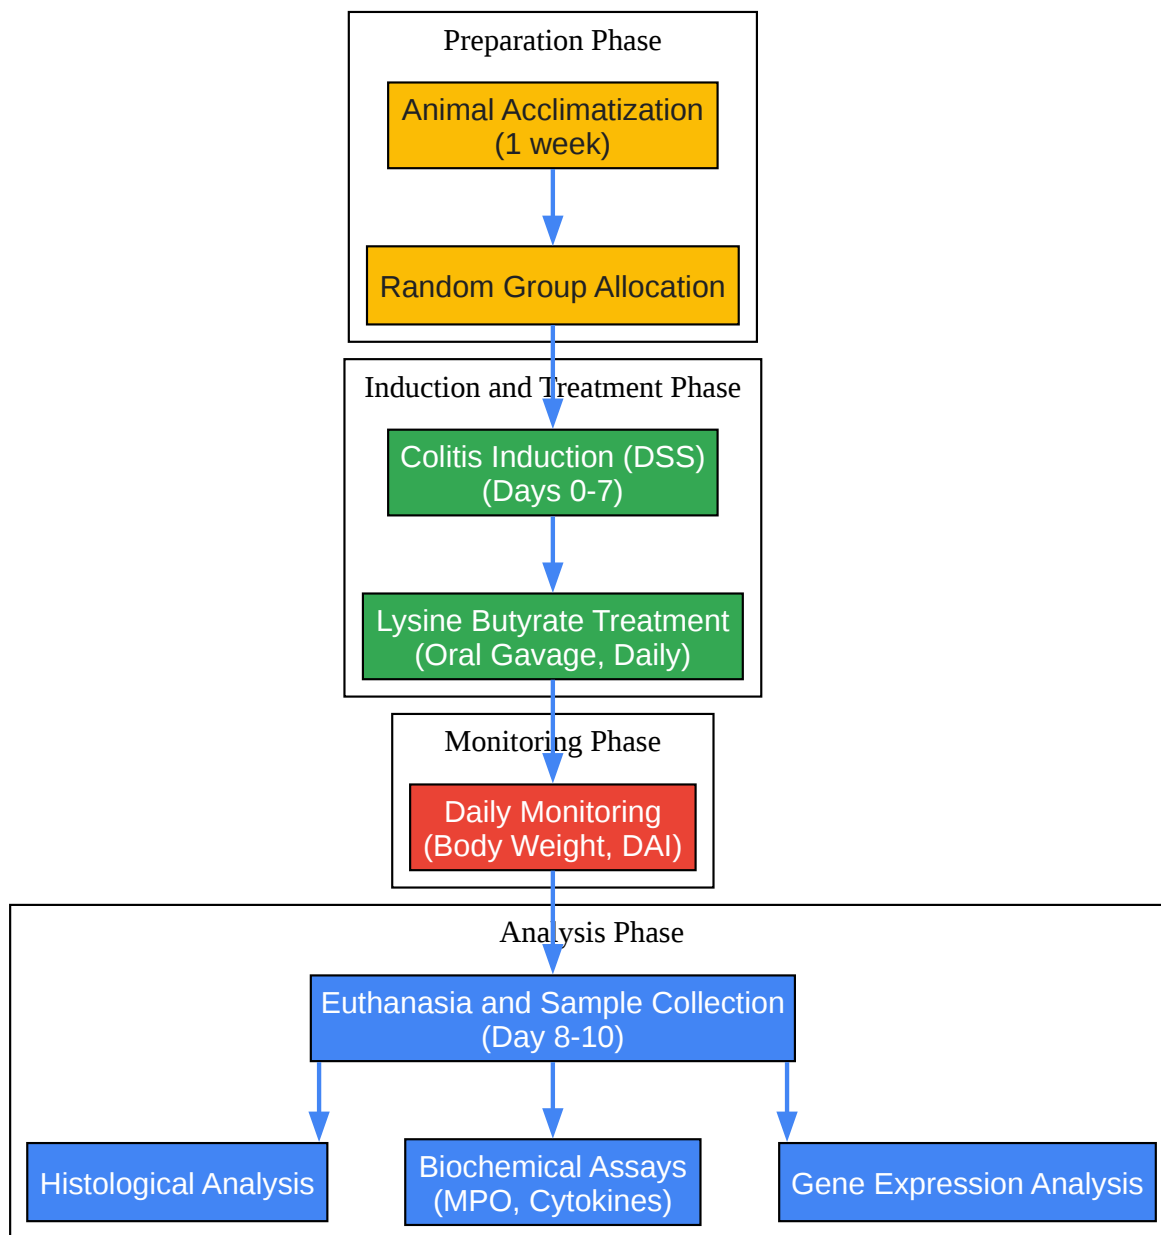 Preparation Phase
Animal Acclimatization
(1 week)
Random Group Allocation
Induction and Treatment Phase
Colitis Induction (DSS)
(Days 0-7)
Lysine Butyrate Treatment
(Oral Gavage, Daily)
Monitoring Phase
Daily Monitoring
(Body Weight, DAI)
Analysis Phase
Euthanasia and Sample Collection
(Day 8-10)
Histological Analysis
Biochemical Assays
(MPO, Cytokines)
Gene Expression Analysis